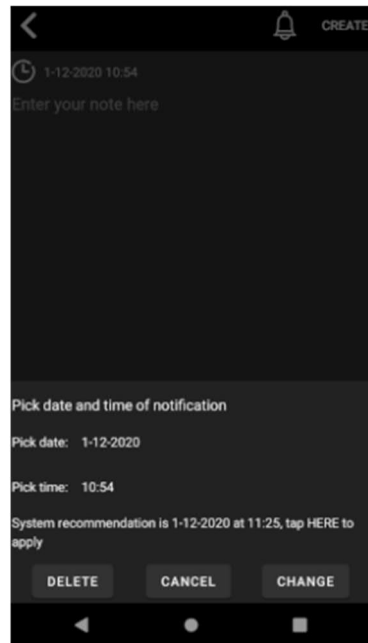 CREATE
1-12-2020 10:54
Enter your note here
Pick date and time of notification
Pick date: 1-12-2020
Pick time: 10:54
System recommendation is 1-12-2020 at 11:25, tap HERE to
apply
DELETE CANCEL CHANGE